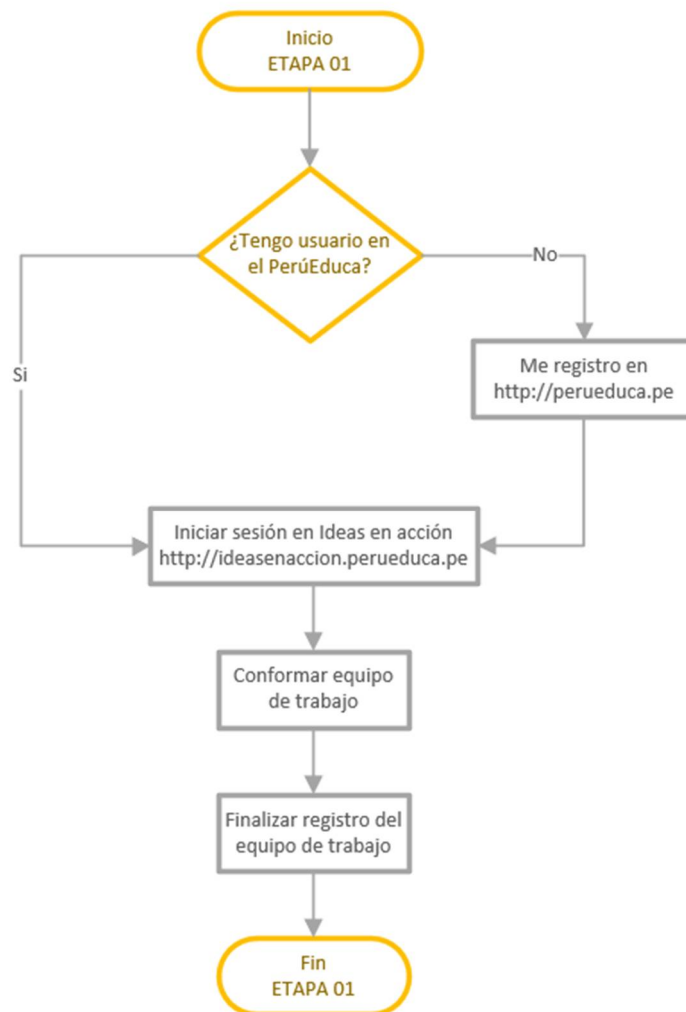 Inicio
ETAPA 01
¿Tengo usuario en
el PerúEduca?
No
Si
Me registro en
http://perueduca.pe
Iniciar sesión en Ideas en acción
http://ideasenaccion.perueduca.pe
Conformar equipo
de trabajo
Finalizar registro del
equipo de trabajo
Fin
ETAPA 01